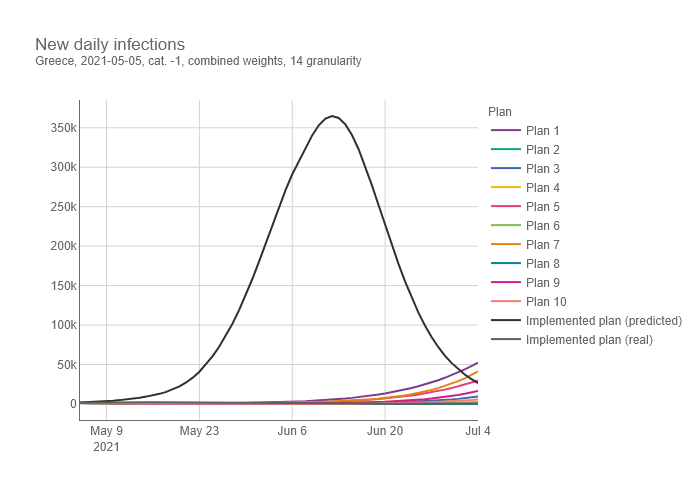 New daily infections
Greece, 2021-05-05, cat. -1, combined weights, 14 granularity
350k
300k
250k
200k
150k
100k
50k
0
May 9
2021
May 23
Jun 6
Jun 20
Jul 4
Plan
Plan 1
Plan 2
Plan 3
Plan 4
Plan 5
Plan 6
Plan 7
Plan 8
Plan 9
Plan 10
Implemented plan (predicted)
Implemented plan (real)